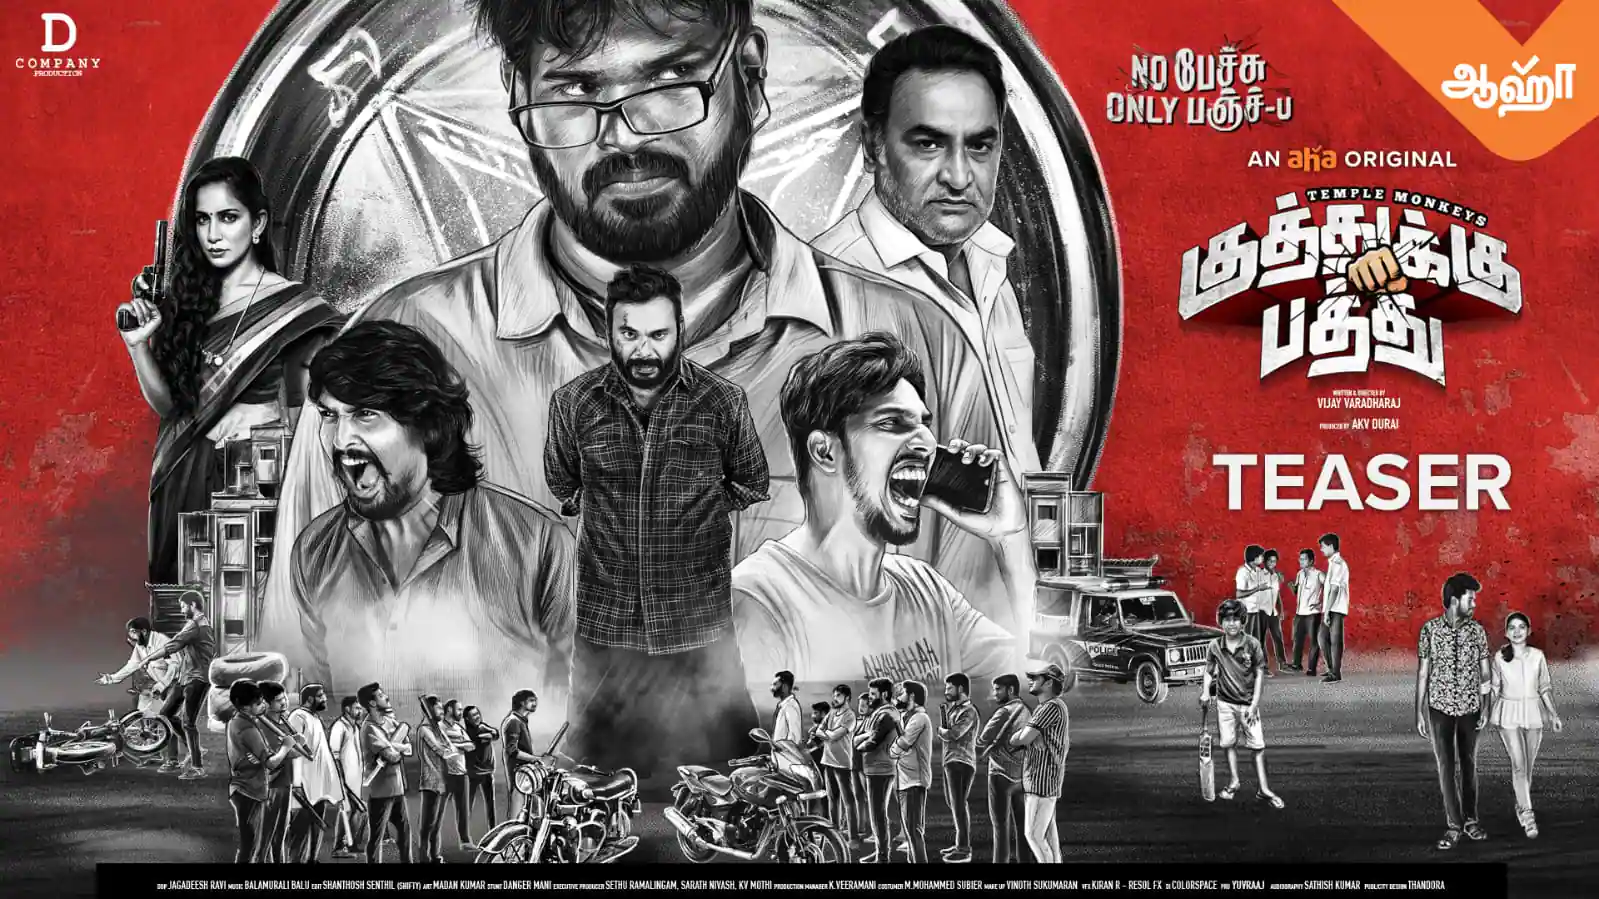 D
COMPANY
PRODUCTION
NO பேச்சு
ONLY பஞ்ச்-U
ஆஹா
AN aha ORIGINAL
TEMPLE MONKEYS
குத்துக்கு
பத்து
WRITTEN & DIRECTED BY
VIJAY VARADHARAJ
PRODUCED BY AKV DURAI
TEASER
POLICE
DOP JAGADEESH RAVI MUSIC BALAMURALI BALU EDIT SHANTHOSH SENTHIL (SHIFTY) ART MADAN KUMAR STUNT DANGER MANI EXECUTIVE PRODUCER SETHU RAMALINGAM, SARATH NIVASH, KV MOTHI PRODUCTION MANAGER K.VEERAMANI COSTUMER M.MOHAMMED SUBIER MAKE UP VINOTH SUKUMARAN VFX KIRAN R - RESOL FX DI COLORSPACE PRO YUVRAAJ AUDIOGRAPHY SATHISH KUMAR PUBLICITY DESIGN THANDORA